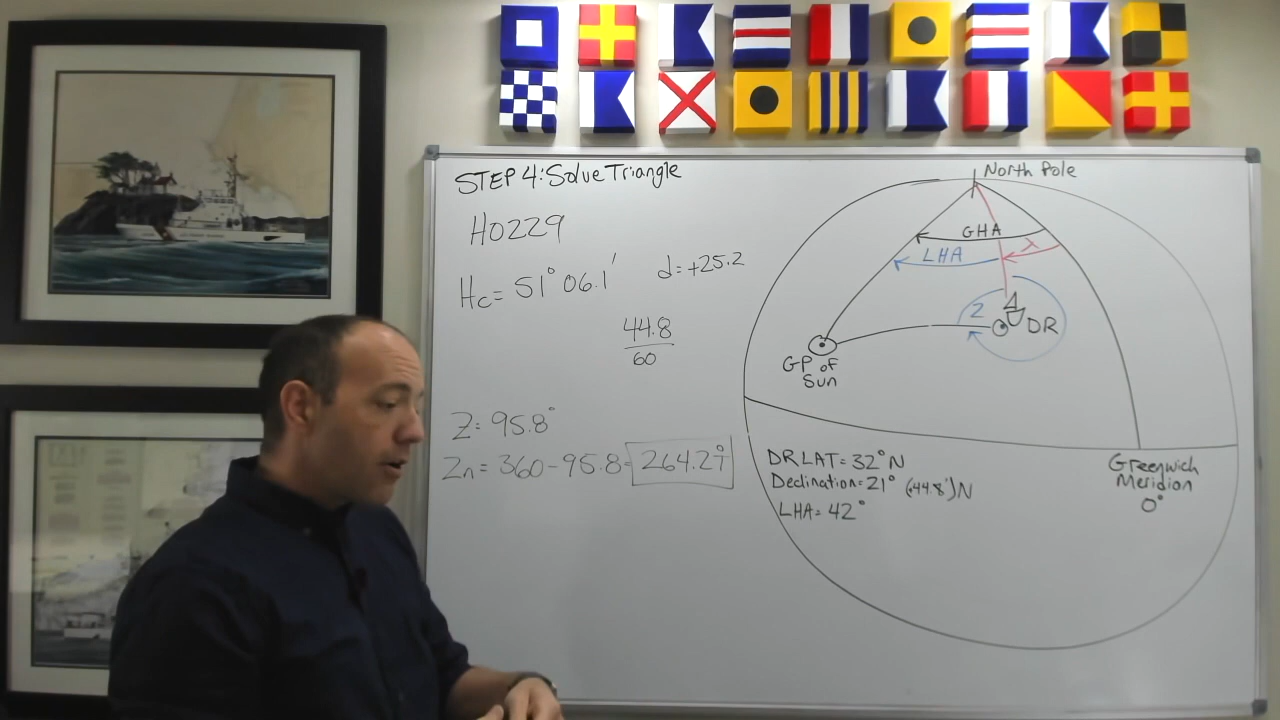 STEP 4: Solve Triangle
HO229
Hc= 51° 06.1'
d=+25.2
44.8
60
Z= 95.8°
Zn = 360-95.8= 264.2°T
North Pole
GHA
LHA
λ
Z
DR
GP of
Sun
DR LAT = 32° N
Declination = 21° (44.8')N
LHA = 42°
Greenwich
Meridian
0°